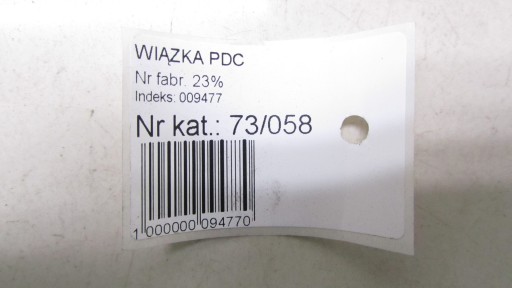 WIĄZKA PDC
Nr fabr. 23%
Indeks: 009477
Nr kat.: 73/058
1 000000 094770